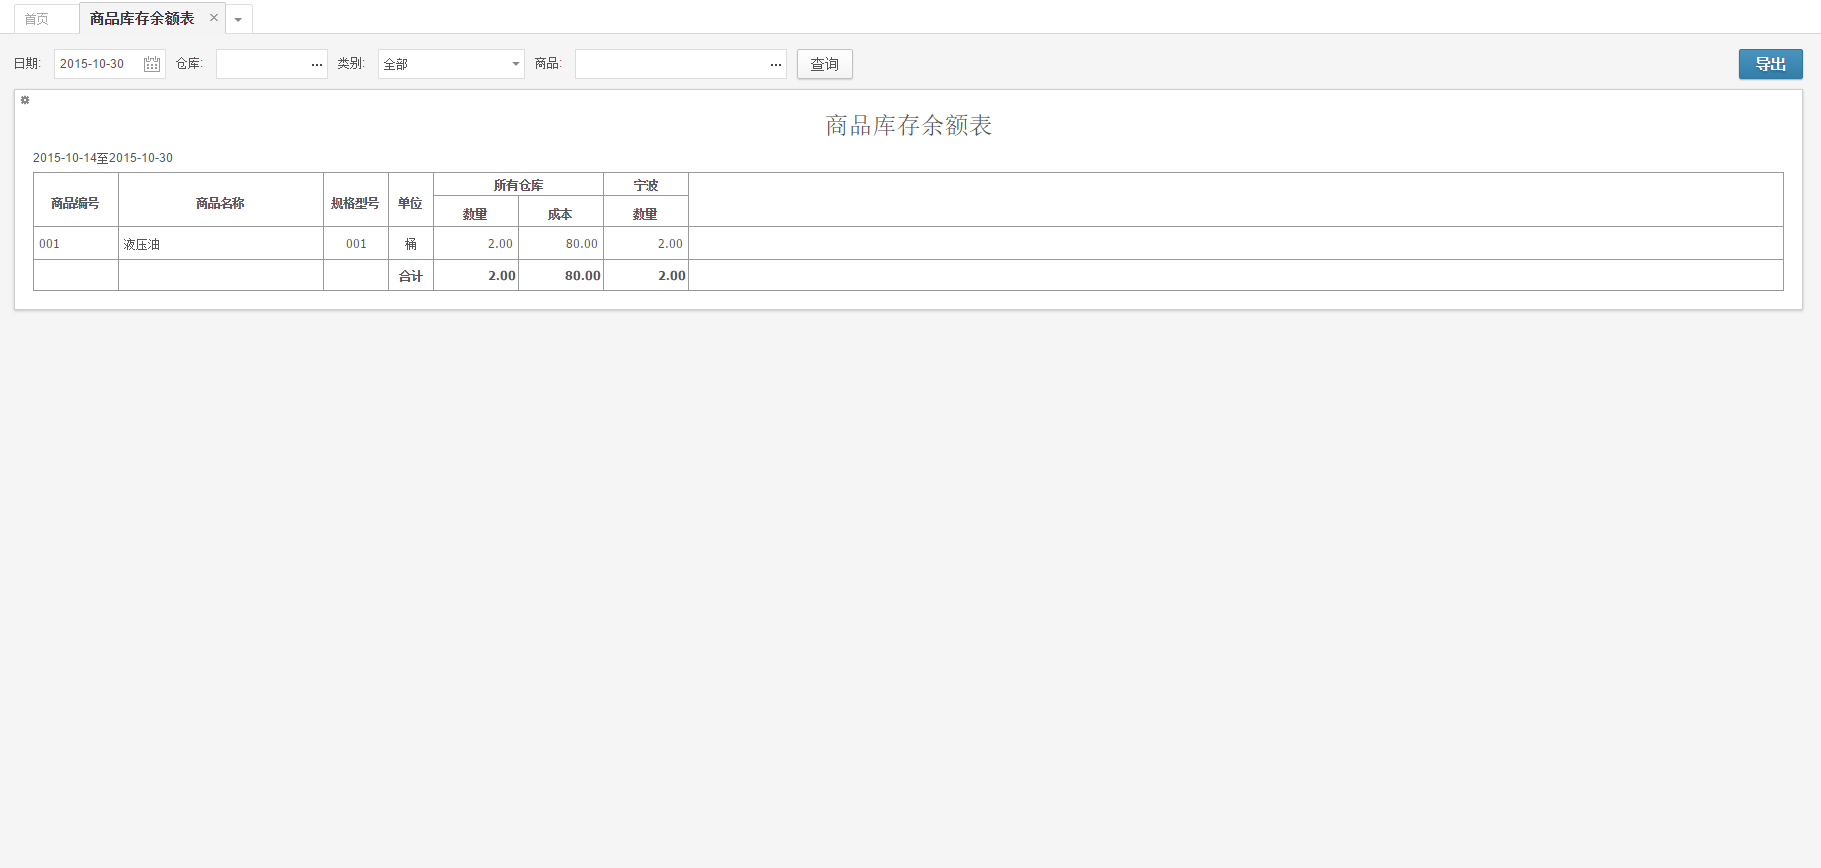 首页 商品库存余额表
日期: 2015-10-30 仓库: 类别: 全部 商品: 查询 导出
商品库存余额表
2015-10-14至2015-10-30
商品编号 商品名称 规格型号 单位 所有仓库 宁波
数量 成本 数量
001 液压油 001 桶 2.00 80.00 2.00
合计 2.00 80.00 2.00